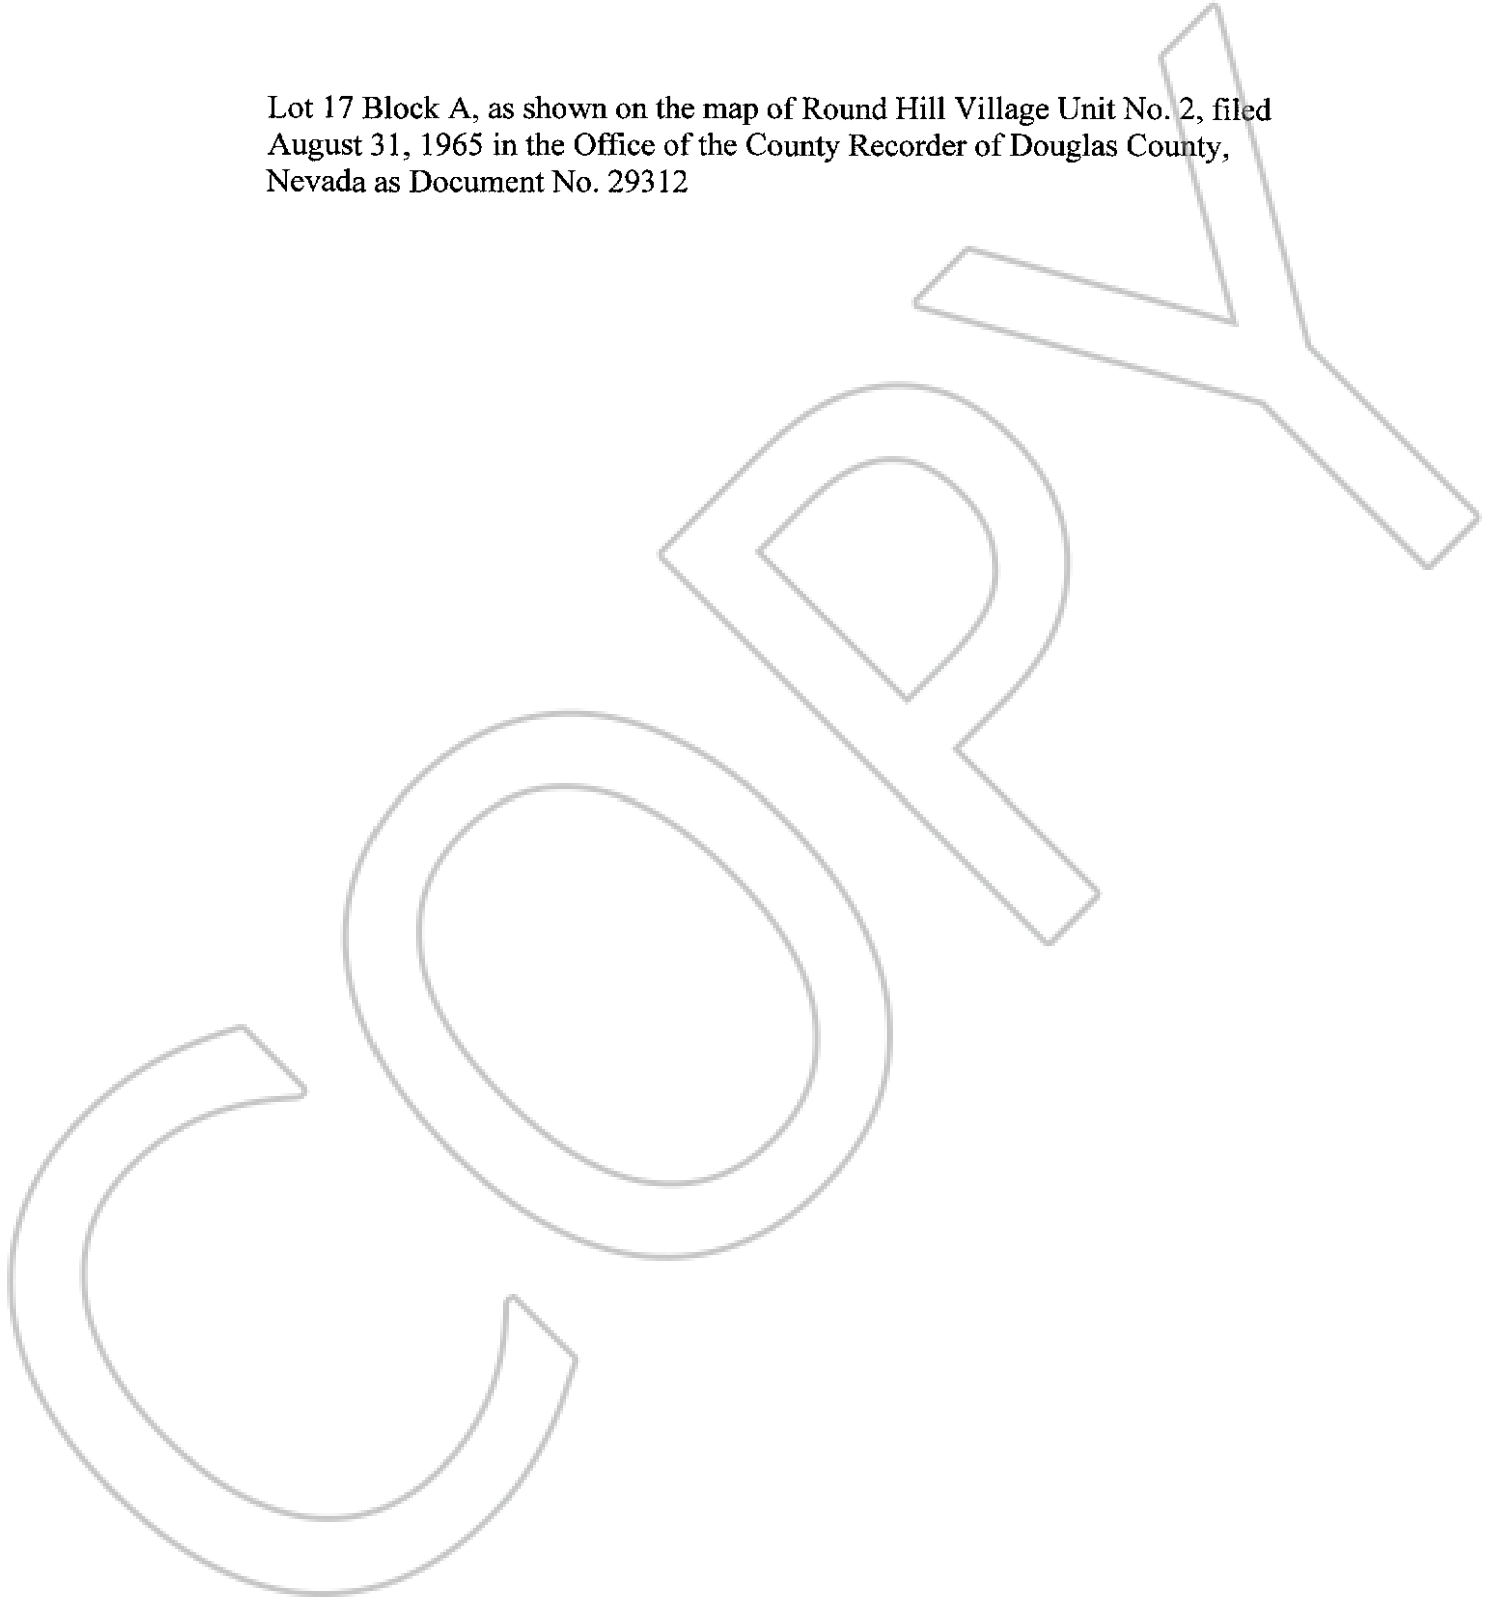 Lot 17 Block A, as shown on the map of Round Hill Village Unit No. 2, filed
August 31, 1965 in the Office of the County Recorder of Douglas County,
Nevada as Document No. 29312
COPY